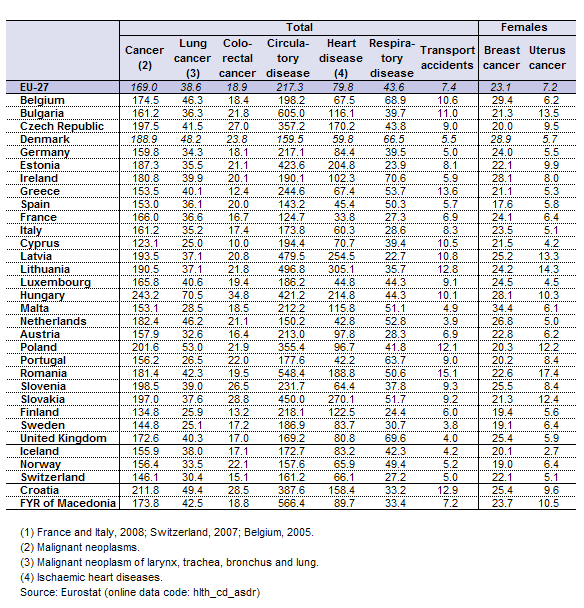 Total Females
Cancer (2) Lung cancer (3) Colo-rectal cancer Circula-tory disease Heart disease (4) Respira-tory disease Transport accidents Breast cancer Uterus cancer
EU-27 169.0 38.6 18.9 217.3 79.8 43.6 7.4 23.1 7.2
Belgium 174.5 46.3 18.4 198.2 67.5 68.9 10.6 29.4 6.2
Bulgaria 161.2 36.3 21.8 605.0 116.1 39.7 11.0 21.3 13.5
Czech Republic 197.5 41.5 27.0 357.2 170.2 43.8 9.0 20.0 9.5
Denmark 188.9 48.2 23.8 159.5 59.8 66.5 5.5 28.9 5.7
Germany 159.8 34.3 18.1 217.1 84.4 39.5 5.0 24.0 5.5
Estonia 187.3 35.5 21.1 423.6 204.8 23.9 8.1 22.1 9.9
Ireland 180.8 39.9 20.1 190.1 102.3 70.6 5.9 28.1 8.0
Greece 153.5 40.1 12.4 244.6 67.4 53.7 13.6 21.1 5.3
Spain 153.0 36.1 20.0 143.2 45.4 50.3 5.7 17.6 5.8
France 166.0 36.6 16.7 124.7 33.8 27.3 6.9 24.1 6.4
Italy 161.2 35.2 17.4 173.8 60.3 28.6 8.3 23.5 5.1
Cyprus 123.1 25.0 10.0 194.4 70.7 39.4 10.5 21.5 4.2
Latvia 193.5 37.1 20.8 479.5 254.5 22.7 10.8 25.2 13.3
Lithuania 190.5 37.1 21.8 496.8 305.1 35.7 12.8 24.2 14.3
Luxembourg 165.8 40.6 19.4 186.2 44.8 44.3 9.1 24.5 4.5
Hungary 243.2 70.5 34.8 421.2 214.8 44.3 10.1 28.1 10.3
Malta 153.1 28.5 18.5 212.2 115.8 51.1 4.9 34.4 6.1
Netherlands 182.4 46.2 21.1 150.2 42.8 52.8 3.9 26.8 5.0
Austria 157.9 32.6 16.4 213.0 97.8 28.3 6.9 22.8 6.2
Poland 201.6 53.0 21.9 355.4 96.7 41.8 12.1 20.3 12.2
Portugal 156.2 26.5 22.0 177.6 42.2 63.7 9.0 20.2 8.4
Romania 181.4 42.3 19.5 548.4 188.8 50.6 15.1 22.6 17.4
Slovenia 198.5 39.0 26.5 231.7 64.4 37.8 9.3 25.5 8.4
Slovakia 197.0 37.6 28.8 450.0 270.1 51.7 9.2 21.3 12.4
Finland 134.8 25.9 13.2 218.1 122.5 24.4 6.0 19.4 5.6
Sweden 144.8 25.1 17.2 186.9 83.7 30.7 3.8 19.1 6.4
United Kingdom 172.6 40.3 17.0 169.2 80.8 69.6 4.0 25.4 5.9
Iceland 155.9 38.0 17.1 172.7 83.2 42.3 4.2 20.1 2.7
Norway 156.4 33.5 22.1 157.6 65.9 49.4 5.2 19.0 6.4
Switzerland 146.1 30.4 15.1 161.2 66.1 27.2 5.0 22.1 5.1
Croatia 211.8 49.4 28.5 387.6 158.4 33.2 12.9 25.4 9.6
FYR of Macedonia 173.8 42.5 18.8 566.4 89.7 33.4 7.2 23.7 10.5
(1) France and Italy, 2008; Switzerland, 2007; Belgium, 2005.
(2) Malignant neoplasms.
(3) Malignant neoplasm of larynx, trachea, bronchus and lung.
(4) Ischaemic heart diseases.
Source: Eurostat (online data code: hlth_cd_asdr)